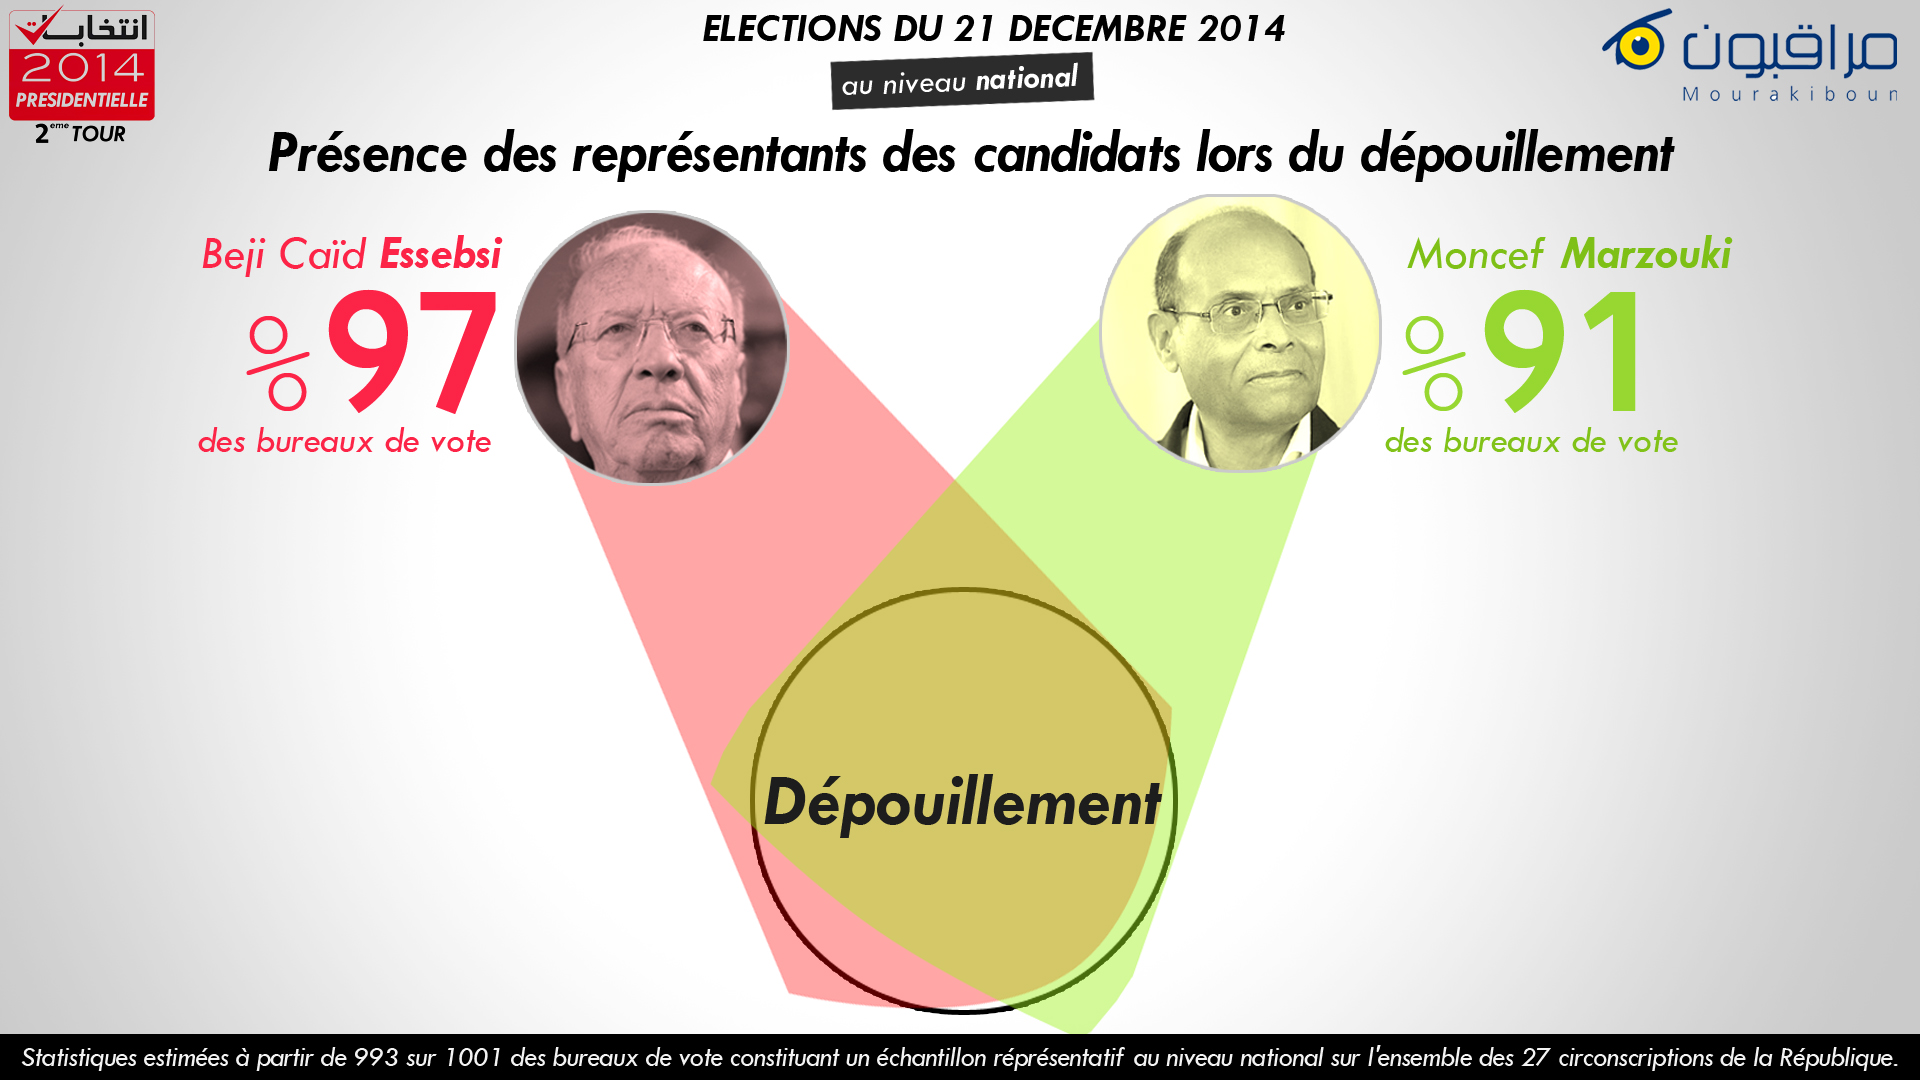 انتخابات
2014
PRESIDENTIELLE
2eme TOUR
ELECTIONS DU 21 DECEMBRE 2014
au niveau national
مراقبون
Mourakiboun
Présence des représentants des candidats lors du dépouillement
Beji Caïd Essebsi
% 97
des bureaux de vote
Moncef Marzouki
% 91
des bureaux de vote
Dépouillement
Statistiques estimées à partir de 993 sur 1001 des bureaux de vote constituant un échantillon réprésentatif au niveau national sur l'ensemble des 27 circonscriptions de la République.